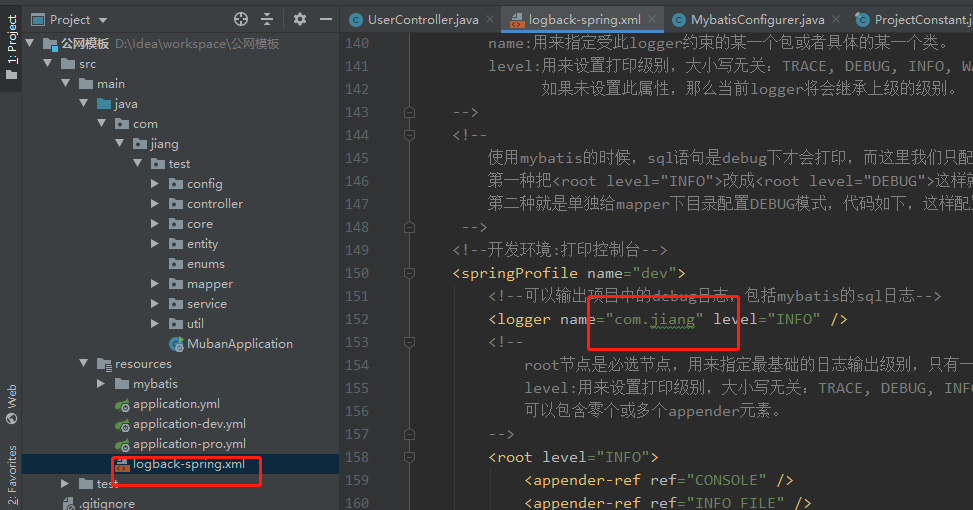 1: Project
Project
UserController.java
logback-spring.xml
MybatisConfigurer.java
ProjectConstant.j
公网模板 D:\Idea\workspace\公网模板
src
main
java
com
jiang
test
config
controller
core
entity
enums
mapper
service
util
MubanApplication
resources
mybatis
application.yml
application-dev.yml
application-pro.yml
logback-spring.xml
test
.gitignore
Web
2: Favorites
140 name:用来指定受此logger约束的某一个包或者具体的某一个类。
141 level:用来设置打印级别，大小写无关：TRACE, DEBUG, INFO, WA
142 如果未设置此属性，那么当前logger将会继承上级的级别。
143 -->
144 <!--
145 使用mybatis的时候，sql语句是debug下才会打印，而这里我们只配
146 第一种把<root level="INFO">改成<root level="DEBUG">这样就
147 第二种就是单独给mapper下目录配置DEBUG模式，代码如下，这样配置
148 -->
149 <!--开发环境:打印控制台-->
150 <springProfile name="dev">
151 <!--可以输出项目中的debug日志，包括mybatis的sql日志-->
152 <logger name="com.jiang" level="INFO" />
153 <!--
154 root节点是必选节点，用来指定最基础的日志输出级别，只有一
155 level:用来设置打印级别，大小写无关：TRACE, DEBUG, INFO
156 可以包含零个或多个appender元素。
157 -->
158 <root level="INFO">
159 <appender-ref ref="CONSOLE" />
160 <appender-ref ref="INFO_FILE" />